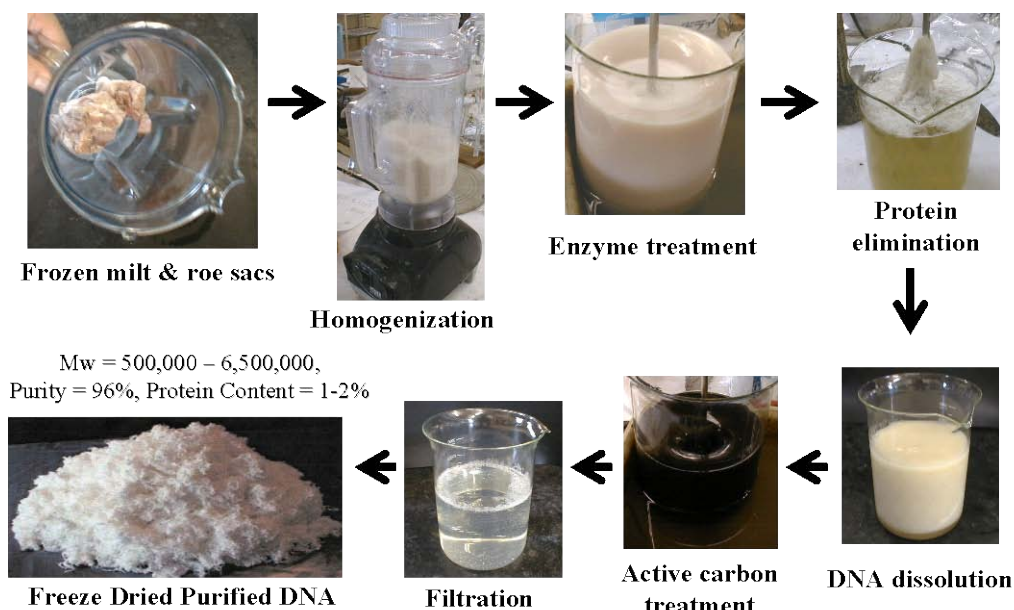 Frozen milt & roe sacs
Homogenization
Enzyme treatment
Protein
elimination
DNA dissolution
Active carbon
treatment
Filtration
Mw = 500,000 – 6,500,000,
Purity = 96%, Protein Content = 1-2%
Freeze Dried Purified DNA